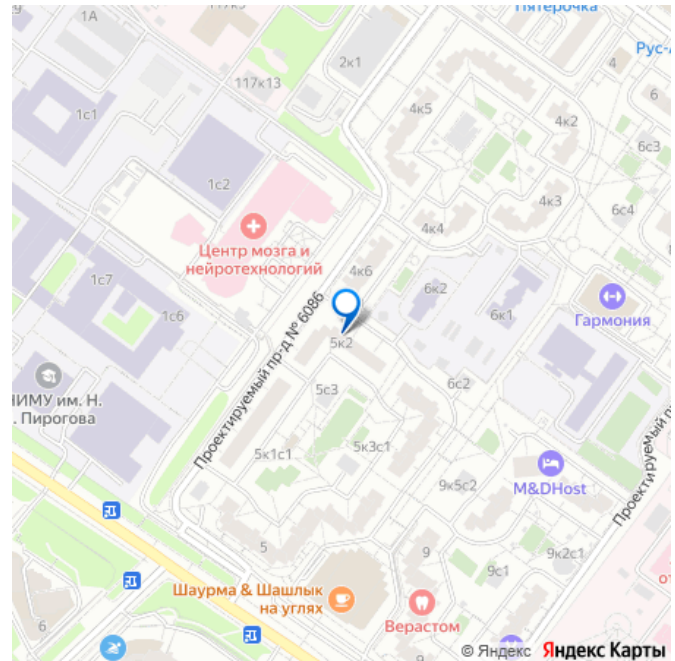 117к5
Пятёрочка
1А
2к1
4
Рус-
117к13
6
4к5
1с1
4к2
6с3
1с2
4к3
6с4
4к4
Центр мозга и
нейротехнологий
4к6
1с7
6к2
1с6
6к1
Гармония
Проектируемый пр-д № 6086
5к2
НИМУ им. Н.
. Пирогова
5с3
6с2
5к1с1
5к3с1
Проектируемый пр
M&DHost
9к5с2
5
9
9к2с1
9с1
Шаурма & Шашлык
на углях
Верастом
6
© Яндекс Яндекс Карты